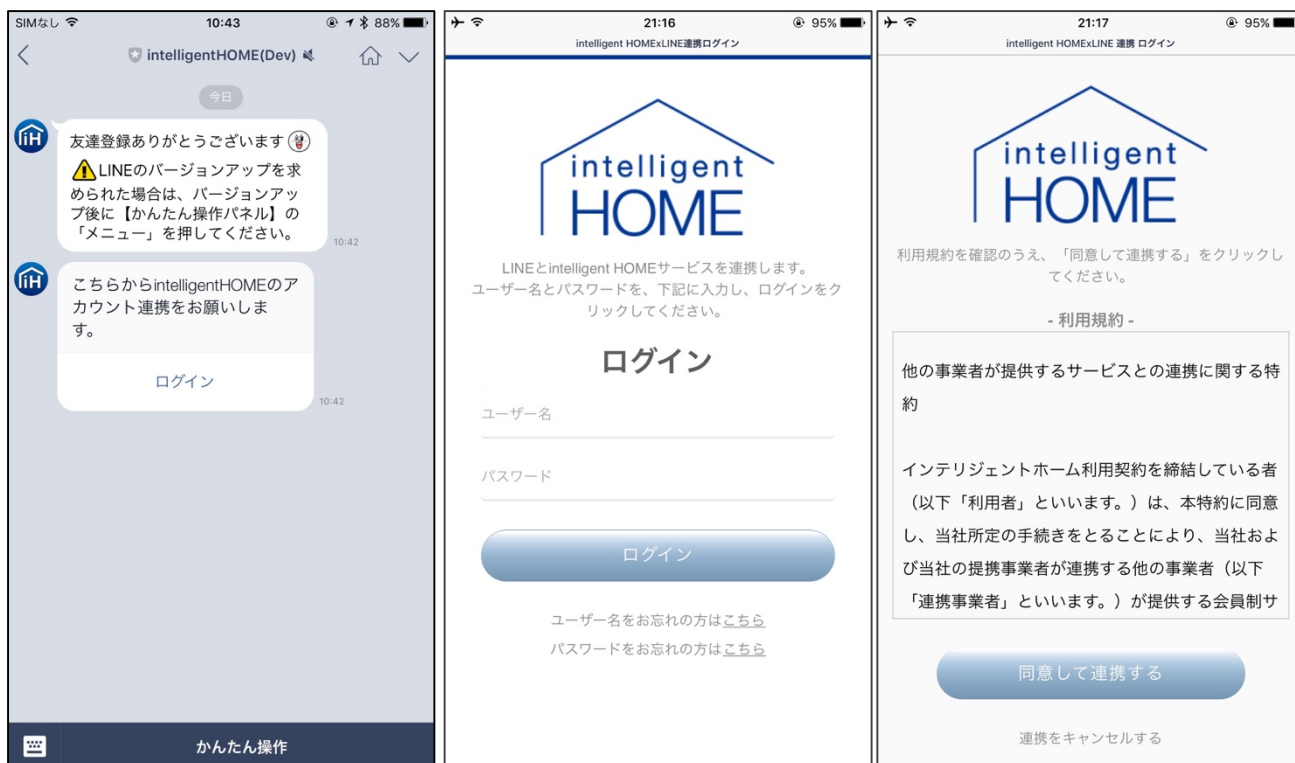 SIMなし 10:43 88%
intelligentHOME(Dev)
今日
iH
友達登録ありがとうございます
LINEのバージョンアップを求
められた場合は、バージョンアッ
プ後に【かんたん操作パネル】の
「メニュー」を押してください。
10:42
iH
こちらからintelligentHOMEのア
カウント連携をお願いしま
す。
ログイン
10:42
かんたん操作
21:16 95%
intelligent HOMExLINE連携ログイン
intelligent
HOME
LINEとintelligent HOMEサービスを連携します。
ユーザー名とパスワードを、下記に入力し、ログインをク
リックしてください。
ログイン
ユーザー名
パスワード
ログイン
ユーザー名をお忘れの方はこちら
パスワードをお忘れの方はこちら
21:17 95%
intelligent HOMExLINE 連携 ログイン
intelligent
HOME
利用規約を確認のうえ、「同意して連携する」をクリックし
てください。
- 利用規約 -
他の事業者が提供するサービスとの連携に関する特
約
インテリジェントホーム利用契約を締結している者
（以下「利用者」といいます。）は、本特約に同意
し、当社所定の手続きをとることにより、当社およ
び当社の提携事業者が連携する他の事業者（以下
「連携事業者」といいます。）が提供する会員制サ
同意して連携する
連携をキャンセルする